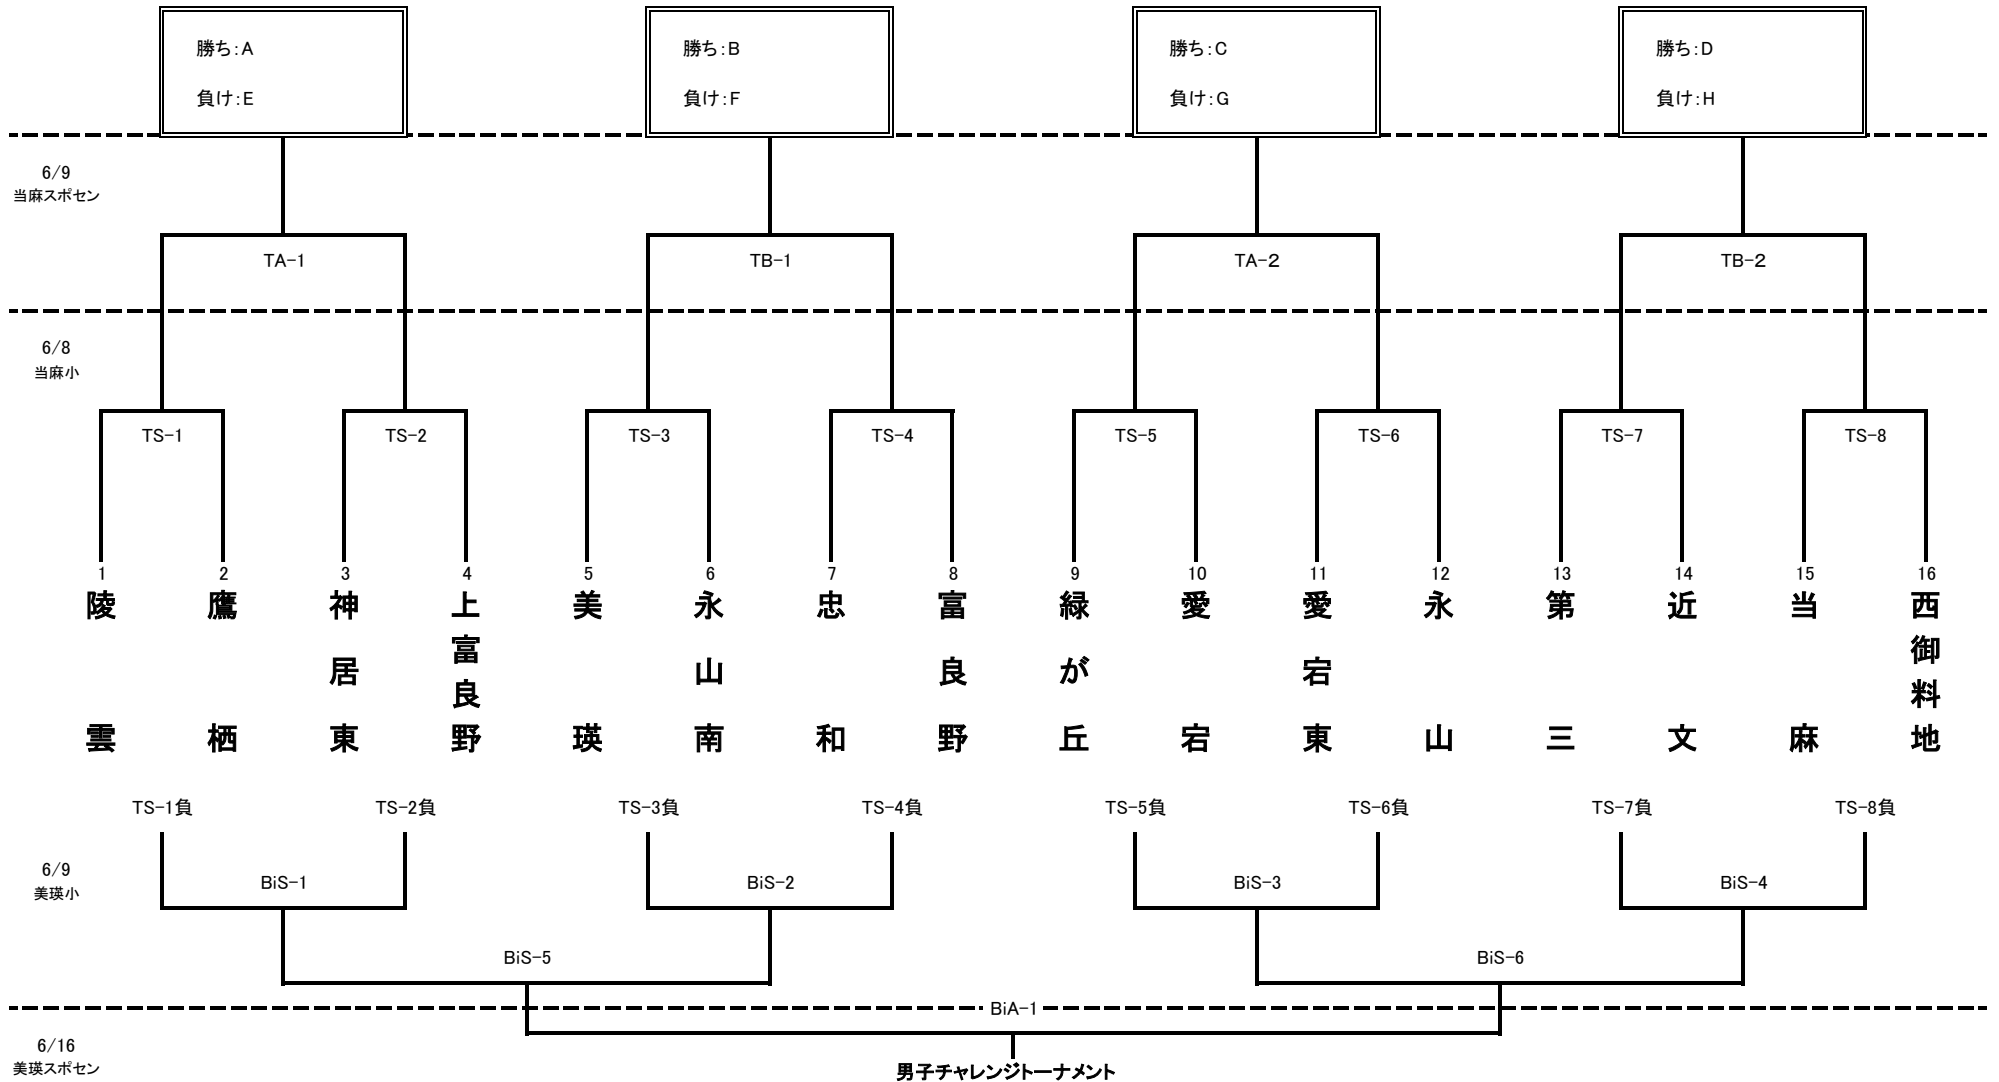 勝ち:A
負け:E
勝ち:B
負け:F
勝ち:C
負け:G
勝ち:D
負け:H
6/9
当麻スポセン
TA-1
TB-1
TA-2
TB-2
6/8
当麻小
TS-1
TS-2
TS-3
TS-4
TS-5
TS-6
TS-7
TS-8
1
陵雲
2
鷹栖
3
神居東
4
上富良野
5
美瑛
6
永山南
7
忠和
8
富良野
9
緑が丘
10
愛宕
11
愛宕東
12
永山
13
第三
14
近文
15
当麻
16
西御料地
TS-1負
TS-2負
TS-3負
TS-4負
TS-5負
TS-6負
TS-7負
TS-8負
6/9
美瑛小
BiS-1
BiS-2
BiS-3
BiS-4
BiS-5
BiS-6
BiA-1
6/16
美瑛スポセン
男子チャレンジトーナメント